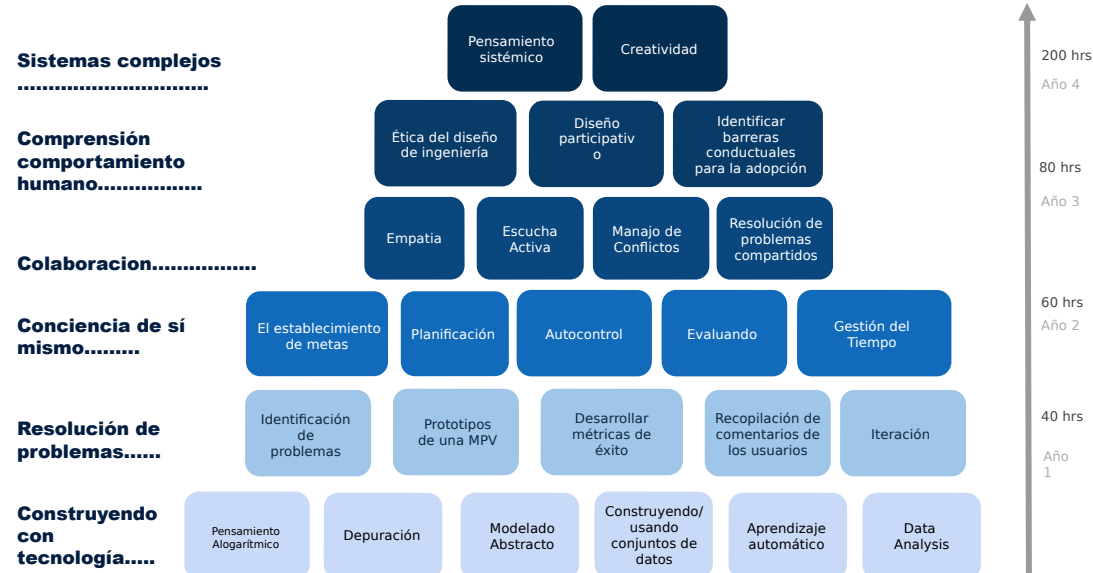 Sistemas complejos
...............................
Pensamiento
sistémico
Creatividad
200 hrs
Año 4
Comprensión
comportamiento
humano.................
Ética del diseño
de ingeniería
Diseño
participativ
o
Identificar
barreras
conductuales
para la adopción
80 hrs
Año 3
Colaboracion.................
Empatia
Escucha
Activa
Manajo de
Conflictos
Resolución de
problemas
compartidos
Conciencia de sí
mismo.........
El establecimiento
de metas
Planificación
Autocontrol
Evaluando
Gestión del
Tiempo
60 hrs
Año 2
Resolución de
problemas......
Identificación
de
problemas
Prototipos
de una MPV
Desarrollar
métricas de
éxito
Recopilación de
comentarios de
los usuarios
Iteración
40 hrs
Año
1
Construyendo
con
tecnología.....
Pensamiento
Alogarítmico
Depuración
Modelado
Abstracto
Construyendo/
usando
conjuntos de
datos
Aprendizaje
automático
Data
Analysis